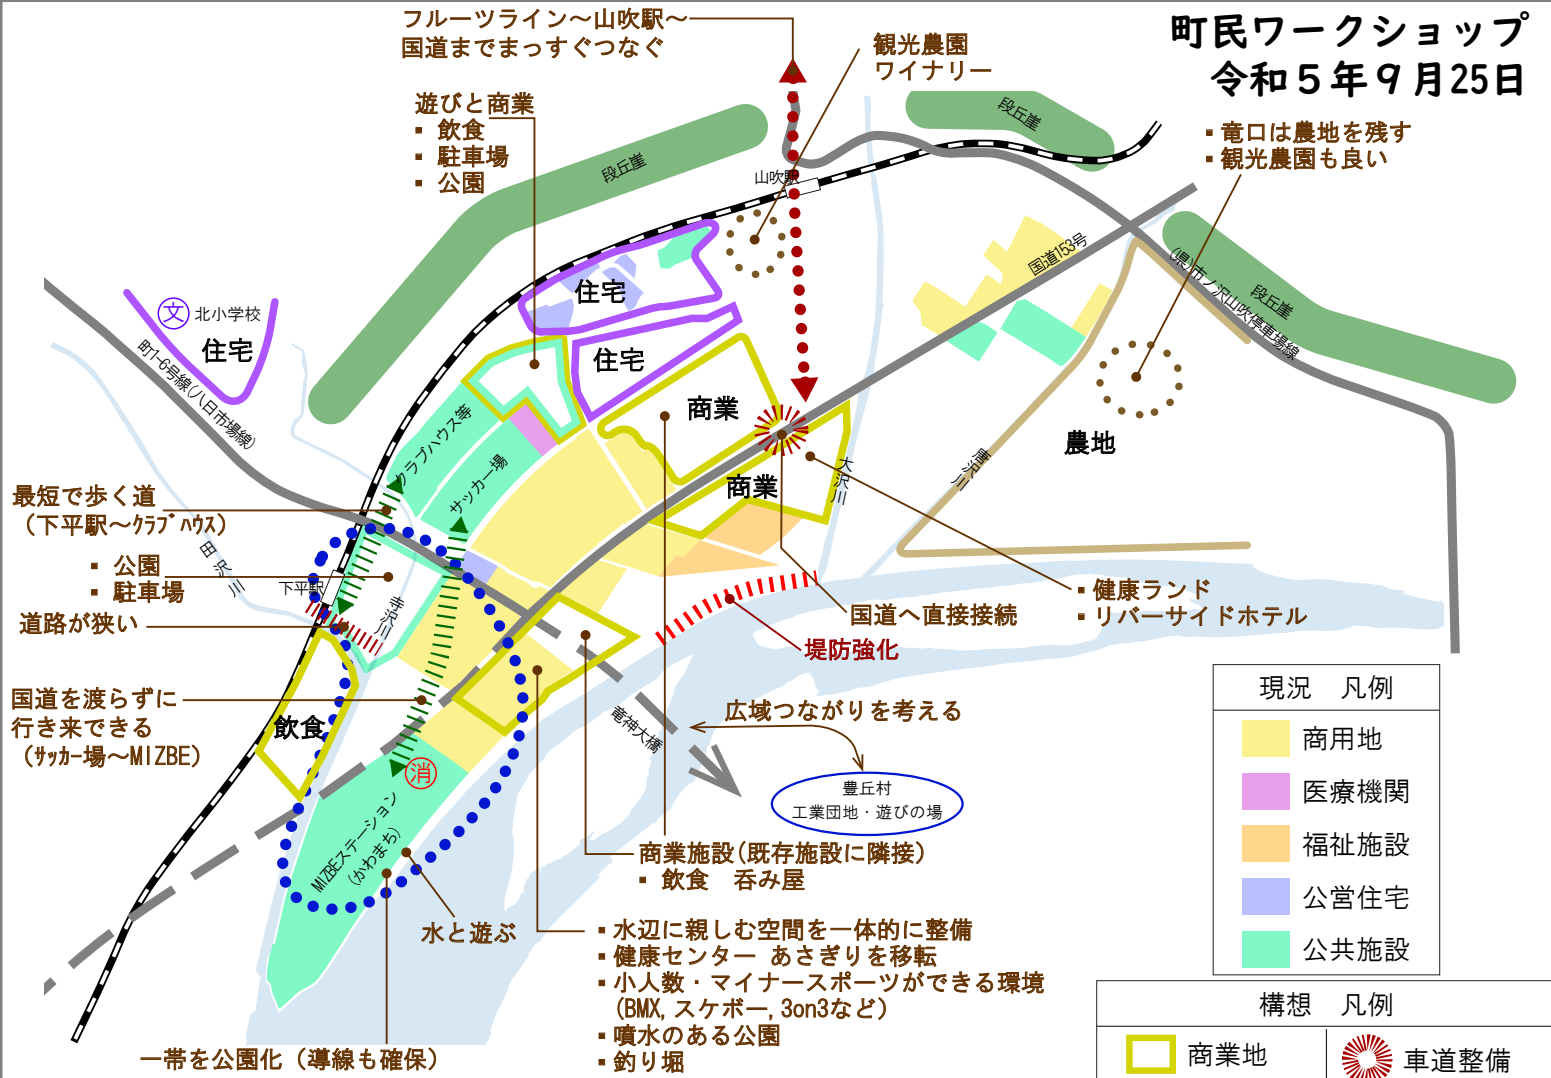 町民ワークショップ
令和５年９月25日
フルーツライン～山吹駅～
国道までまっすぐつなぐ
観光農園
ワイナリー
遊びと商業
▪ 飲食
▪ 駐車場
▪ 公園
▪ 竜口は農地を残す
▪ 観光農園も良い
段丘崖
段丘崖
段丘崖
山吹駅
国道153号
(県)市ノ沢山吹停車場線
文 北小学校
住宅
町1-6号線(八日市場線)
住宅
住宅
商業
商業
農地
クラブハウス等
サッカー場
大沢川
唐沢川
最短で歩く道
（下平駅～クラブハウス）
▪ 公園
▪ 駐車場
田沢川
下平駅
寺沢川
道路が狭い
国道へ直接接続
▪ 健康ランド
▪ リバーサイドホテル
堤防強化
国道を渡らずに
行き来できる
（サッカー場～MIZBE）
飲食
竜神大橋
広域つながりを考える
消
豊丘村
工業団地・遊びの場
MIZBEステーション
(かわまち)
商業施設(既存施設に隣接)
▪ 飲食　呑み屋
水と遊ぶ
▪ 水辺に親しむ空間を一体的に整備
▪ 健康センター あさぎりを移転
▪ 小人数・マイナースポーツができる環境
(BMX, スケボー, 3on3など)
▪ 噴水のある公園
▪ 釣り堀
一帯を公園化（導線も確保）
現況　凡例
商用地
医療機関
福祉施設
公営住宅
公共施設
構想　凡例
商業地
車道整備